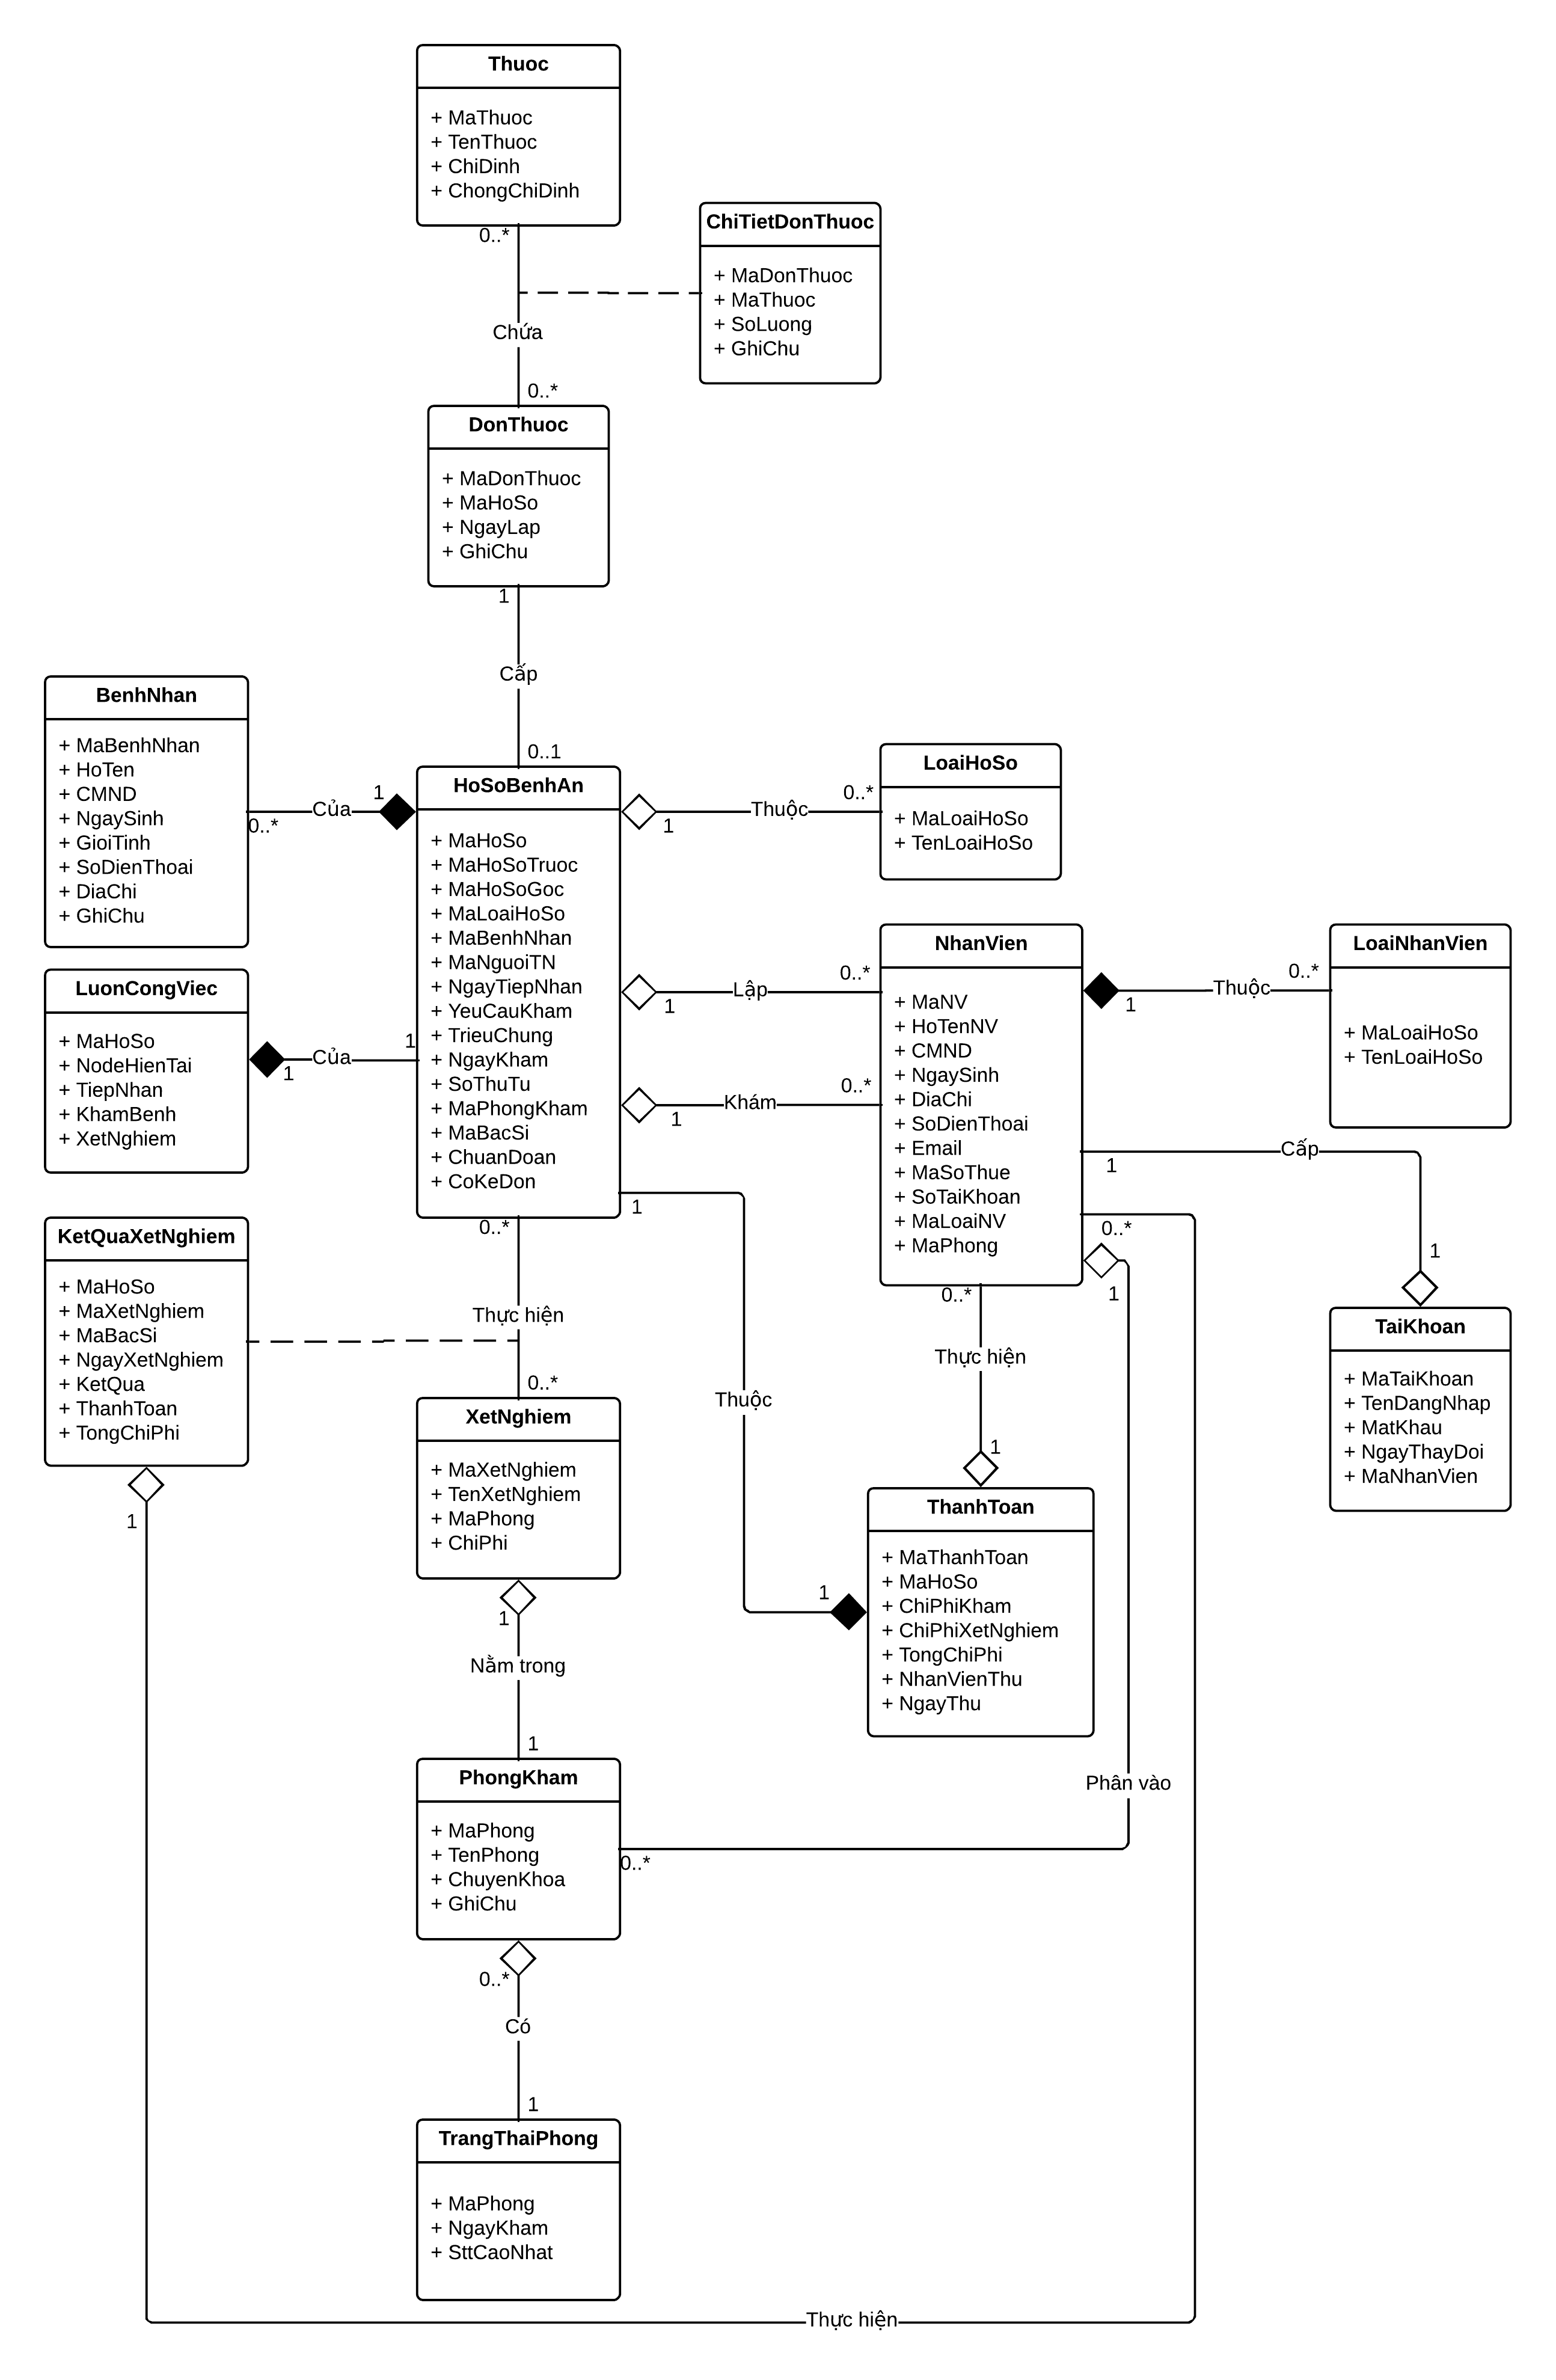 Thuoc
+ MaThuoc
+ TenThuoc
+ ChiDinh
+ ChongChiDinh
0..*
ChiTietDonThuoc
+ MaDonThuoc
+ MaThuoc
+ SoLuong
+ GhiChu
Chứa
0..*
DonThuoc
+ MaDonThuoc
+ MaHoSo
+ NgayLap
+ GhiChu
1
Cấp
0..1
BenhNhan
+ MaBenhNhan
+ HoTen
+ CMND
+ NgaySinh
+ GioiTinh
+ SoDienThoai
+ DiaChi
+ GhiChu
0..*
Của
1
HoSoBenhAn
+ MaHoSo
+ MaHoSoTruoc
+ MaHoSoGoc
+ MaLoaiHoSo
+ MaBenhNhan
+ MaNguoiTN
+ NgayTiepNhan
+ YeuCauKham
+ TrieuChung
+ NgayKham
+ SoThuTu
+ MaPhongKham
+ MaBacSi
+ ChuanDoan
+ CoKeDon
1
Thuộc
0..*
LoaiHoSo
+ MaLoaiHoSo
+ TenLoaiHoSo
LuonCongViec
+ MaHoSo
+ NodeHienTai
+ TiepNhan
+ KhamBenh
+ XetNghiem
1
Của
1
1
Lập
0..*
1
Khám
0..*
NhanVien
+ MaNV
+ HoTenNV
+ CMND
+ NgaySinh
+ DiaChi
+ SoDienThoai
+ Email
+ MaSoThue
+ SoTaiKhoan
+ MaLoaiNV
+ MaPhong
1
Thuộc
0..*
LoaiNhanVien
+ MaLoaiHoSo
+ TenLoaiHoSo
1
Cấp
1
TaiKhoan
+ MaTaiKhoan
+ TenDangNhap
+ MatKhau
+ NgayThayDoi
+ MaNhanVien
KetQuaXetNghiem
+ MaHoSo
+ MaXetNghiem
+ MaBacSi
+ NgayXetNghiem
+ KetQua
+ ThanhToan
+ TongChiPhi
1
0..*
Thực hiện
0..*
XetNghiem
+ MaXetNghiem
+ TenXetNghiem
+ MaPhong
+ ChiPhi
1
Thuộc
1
0..*
Thực hiện
1
ThanhToan
+ MaThanhToan
+ MaHoSo
+ ChiPhiKham
+ ChiPhiXetNghiem
+ TongChiPhi
+ NhanVienThu
+ NgayThu
0..*
1
Phân vào
0..*
1
Nằm trong
1
PhongKham
+ MaPhong
+ TenPhong
+ ChuyenKhoa
+ GhiChu
0..*
Có
1
TrangThaiPhong
+ MaPhong
+ NgayKham
+ SttCaoNhat
Thực hiện